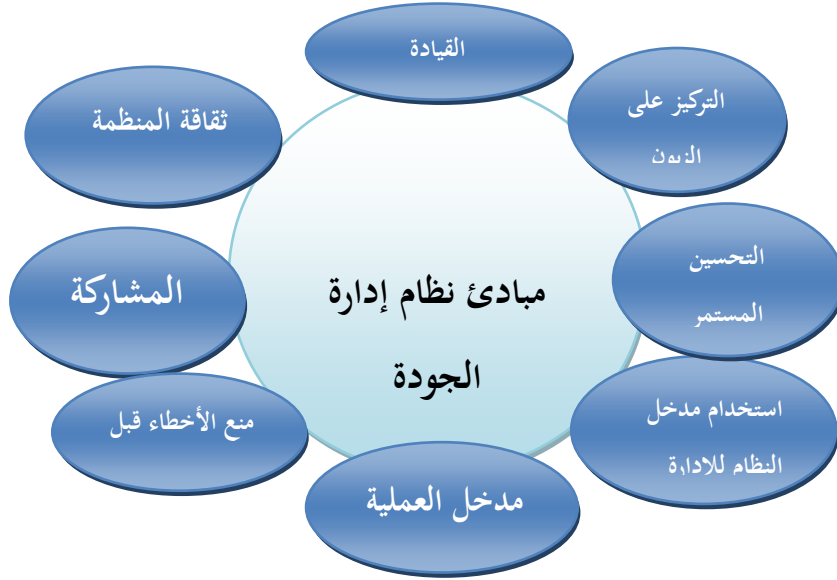 القيادة
التركيز على
الزبون
ثقافة المنظمة
التحسين
المستمر
المشاركة
مبادئ نظام إدارة
الجودة
استخدام مدخل
النظام للادارة
منع الأخطاء قبل
مدخل العملية